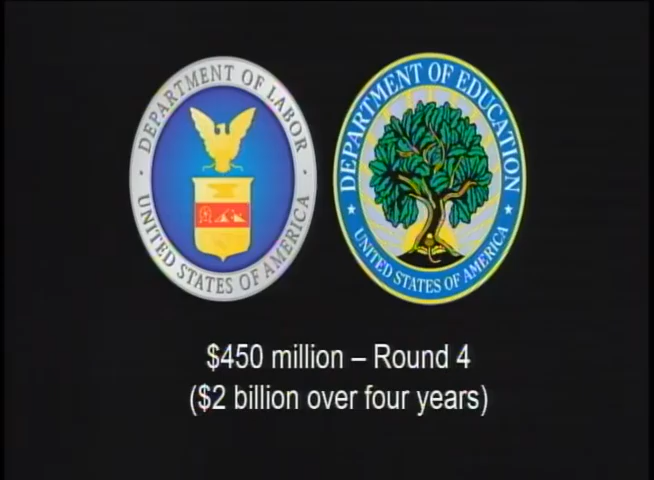 DEPARTMENT OF LABOR
UNITED STATES OF AMERICA
DEPARTMENT OF EDUCATION
UNITED STATES OF AMERICA
$450 million – Round 4
($2 billion over four years)